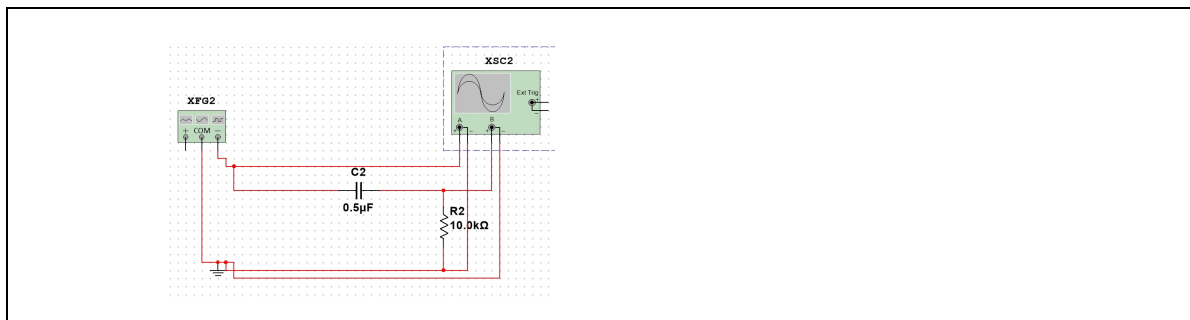 XSC2
Ext Trig
+
-
XFG2
A
B
+ COM -
+ - + -
C2
0.5µF
R2
10.0kΩ